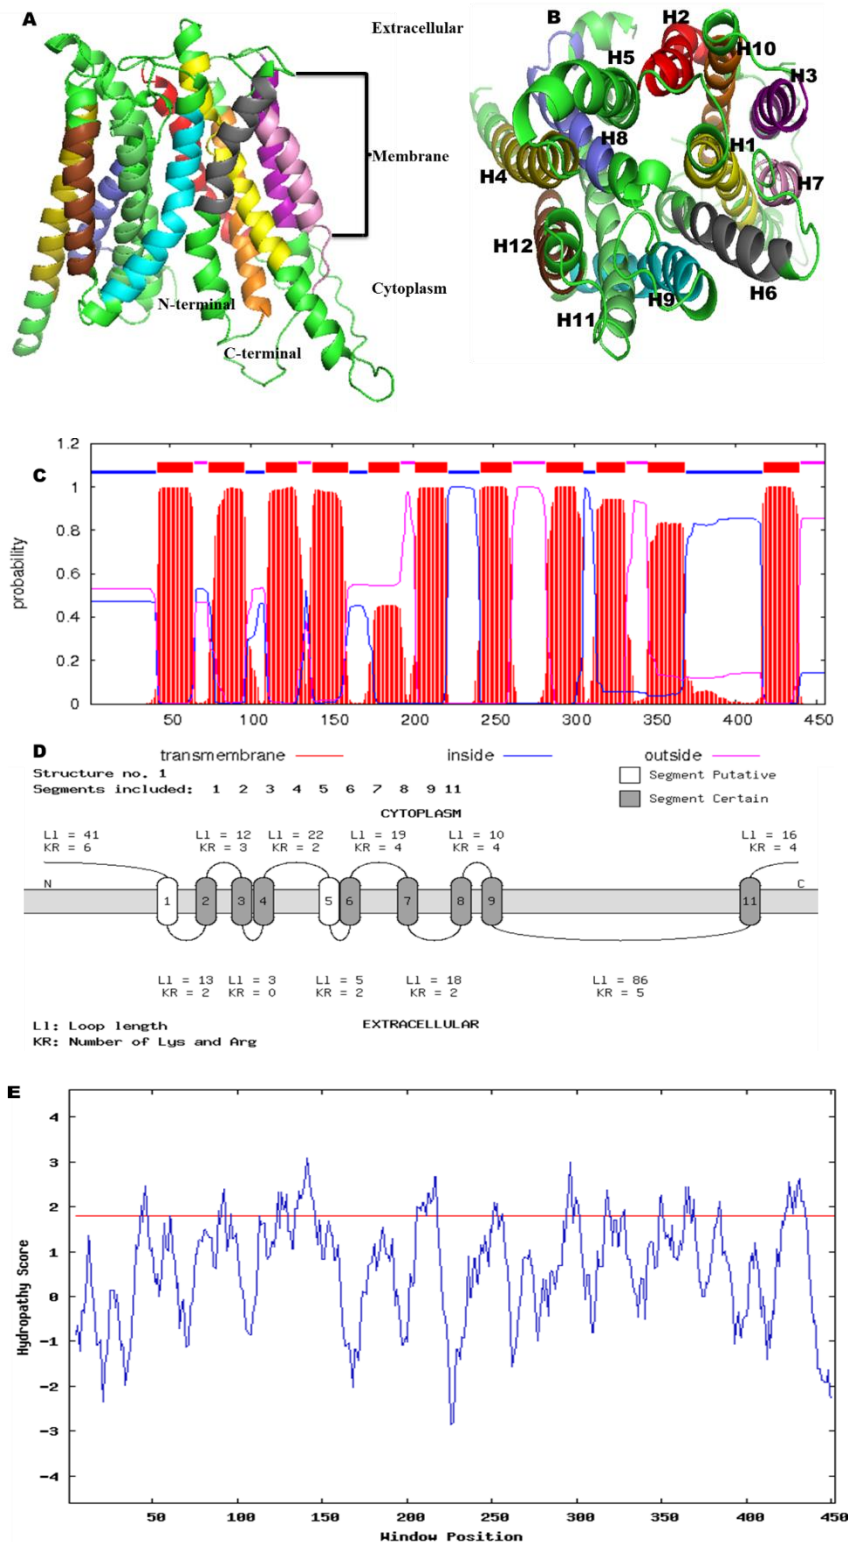 A
Extracellular
Membrane
Cytoplasm
N-terminal
C-terminal
B
H2
H10
H5
H3
H8
H1
H4
H7
H12
H6
H9
H11
C
1.2
1
0.8
0.6
0.4
0.2
0
probability
50 100 150 200 250 300 350 400 450
transmembrane inside outside
D
Structure no. 1
Segments included: 1 2 3 4 5 6 7 8 9 11
Segment Putative
Segment Certain
CYTOPLASM
Ll = 41 Ll = 12 Ll = 22 Ll = 19 Ll = 10 Ll = 16
KR = 6 KR = 3 KR = 2 KR = 4 KR = 4 KR = 4
N C
1 2 3 4 5 6 7 8 9 11
Ll = 13 Ll = 3 Ll = 5 Ll = 18 Ll = 86
KR = 2 KR = 0 KR = 2 KR = 2 KR = 5
Ll: Loop length
EXTRACELLULAR
KR: Number of Lys and Arg
E
4
3
2
1
0
-1
-2
-3
-4
Hydropathy Score
50 100 150 200 250 300 350 400 450
Window Position